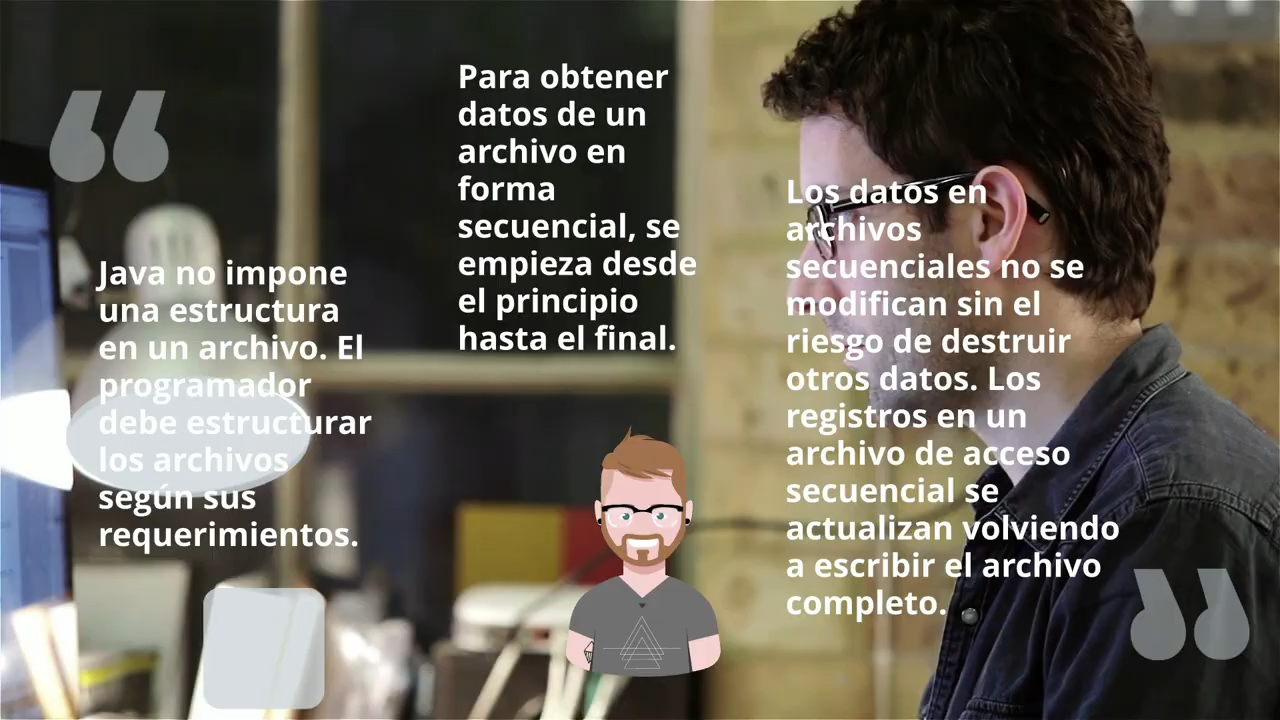 Java no impone
una estructura
en un archivo. El
programador
debe estructurar
los archivos
según sus
requerimientos.
Para obtener
datos de un
archivo en
forma
secuencial, se
empieza desde
el principio
hasta el final.
Los datos en
archivos
secuenciales no se
modifican sin el
riesgo de destruir
otros datos. Los
registros en un
archivo de acceso
secuencial se
actualizan volviendo
a escribir el archivo
completo.